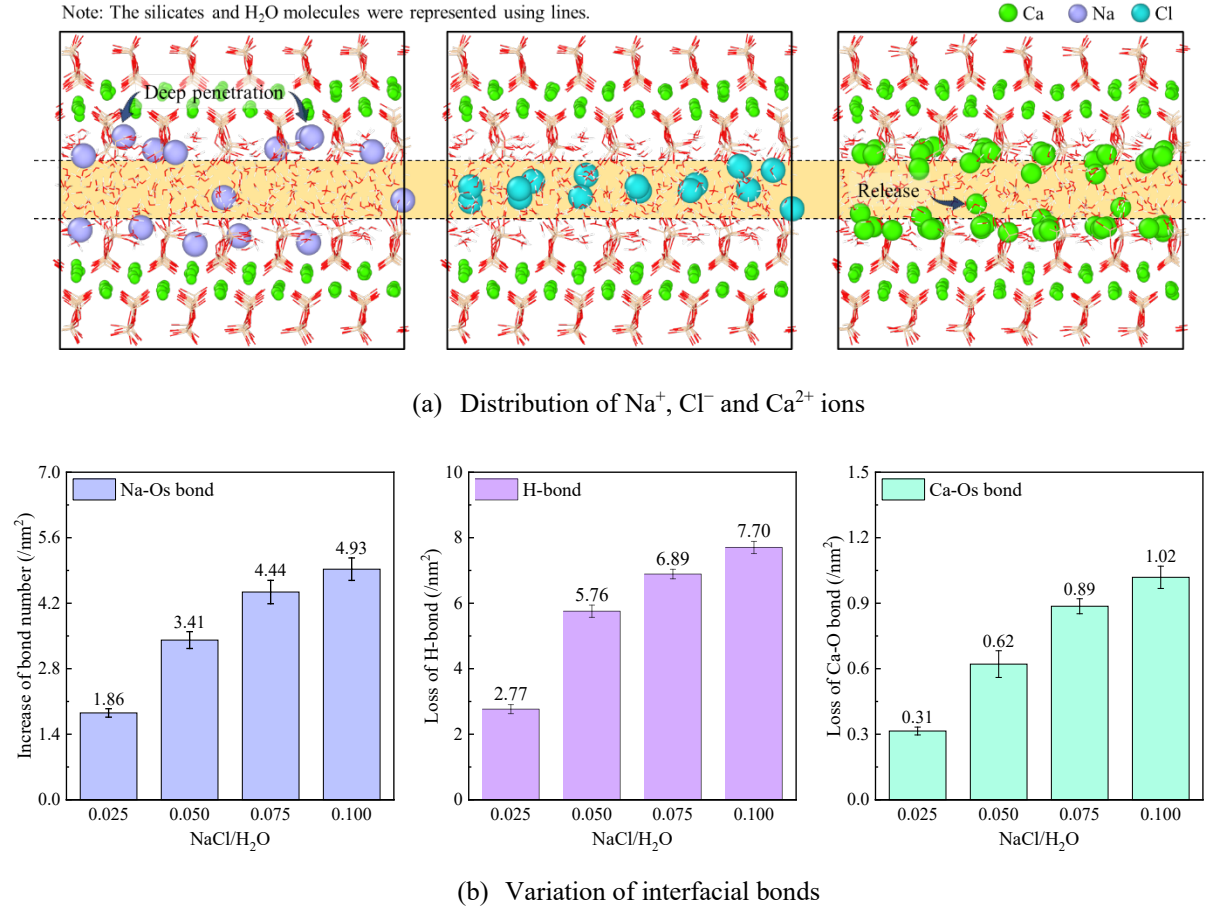 Note: The silicates and H₂O molecules were represented using lines.
Ca Na Cl
Deep penetration
Release
(a) Distribution of Na⁺, Cl⁻ and Ca²⁺ ions
Increase of bond number (/nm²)
7.0
5.6
4.2
2.8
1.4
0.0
Na-Os bond
1.86
3.41
4.44
4.93
0.025 0.050 0.075 0.100
NaCl/H₂O
Loss of H-bond (/nm²)
10
8
6
4
2
0
H-bond
2.77
5.76
6.89
7.70
0.025 0.050 0.075 0.100
NaCl/H₂O
Loss of Ca-O bond (/nm²)
1.5
1.2
0.9
0.6
0.3
0.0
Ca-Os bond
0.31
0.62
0.89
1.02
0.025 0.050 0.075 0.100
NaCl/H₂O
(b) Variation of interfacial bonds